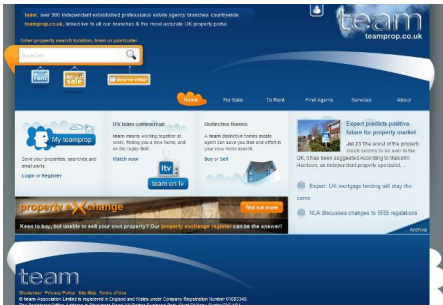 team, over 300 independent established professional estate agency branches countrywide.
teamprop.co.uk, linked live to all our branches & the most accurate UK property portal
team
teamprop.co.uk
Enter property search location, town or postcode:
rent
sale
Home
For Sale
To Rent
Find Agents
Services
About
My teamprop
Save your properties, searches and email alerts.
Login or Register
ITV team commercial
team means working together at work, finding you a new home, and on the rugby field
Watch now
itv
team on tv
Distinctive Homes
A team distinctive homes estate agent can save you time and effort in your new home search.
Buy or Sell
Expert predicts positive
future for property market
Jul 23 The worst of the property crash seems to be over in the UK, it has been suggested. According to Malcolm Harrison, an independent property specialist, ...
Expert: UK mortgage funding will stay the same
NLA discusses changes to SRB regulations
Archive
property exchange
find out more
Keen to buy, but unable to sell your own property? Our property exchange register can be the answer!
team
Disclaimer Privacy Policy Site Map Terms of Use
© team Association Limited is registered in England and Wales under Company Registration Number